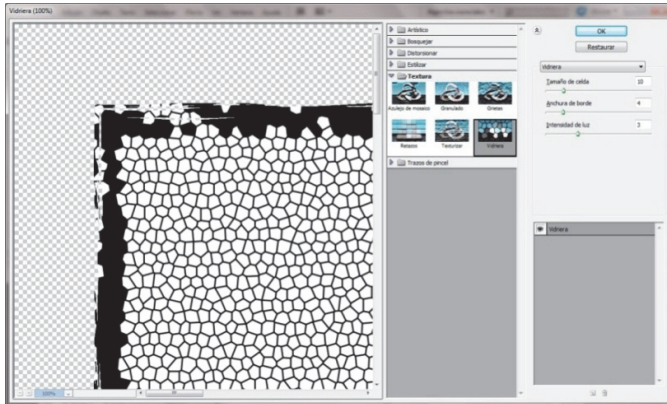 Vidriera (100%)
Artístico
Bosquejar
Distorsionar
Estilizar
Textura
Azulejo de mosaico
Granulado
Grietas
Retazos
Texturizar
Vidriera
Trazos de pincel
100%
OK
Restaurar
Vidriera
Tamaño de celda
10
Anchura de borde
4
Intensidad de luz
3
Vidriera